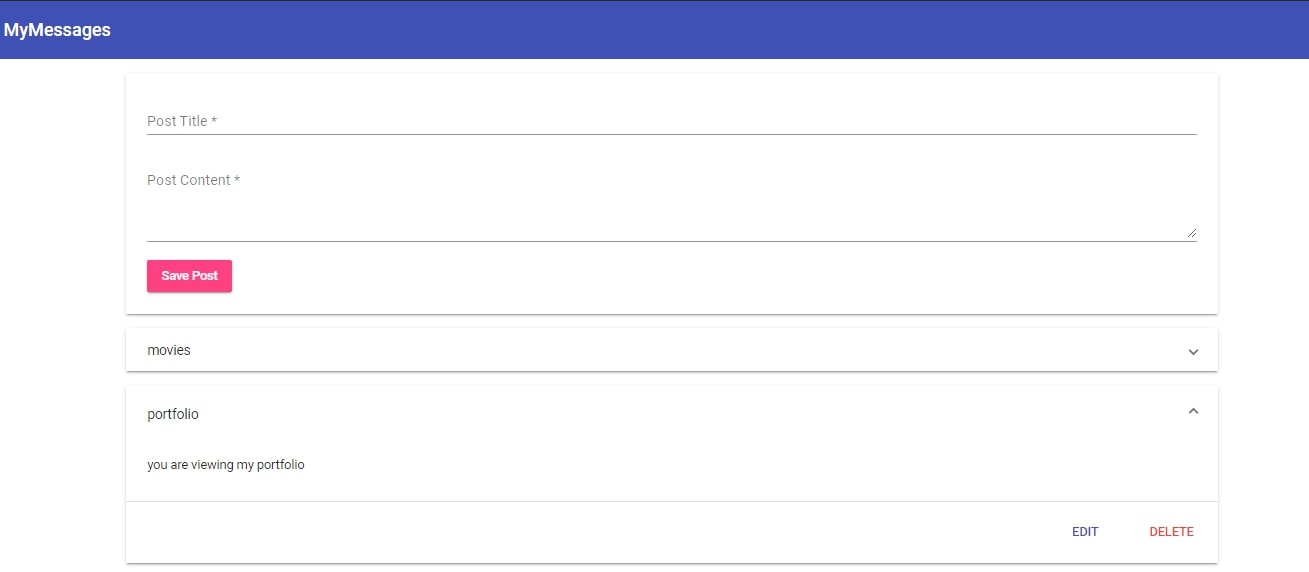 MyMessages
Post Title *
Post Content *
Save Post
movies
portfolio
you are viewing my portfolio
EDIT DELETE